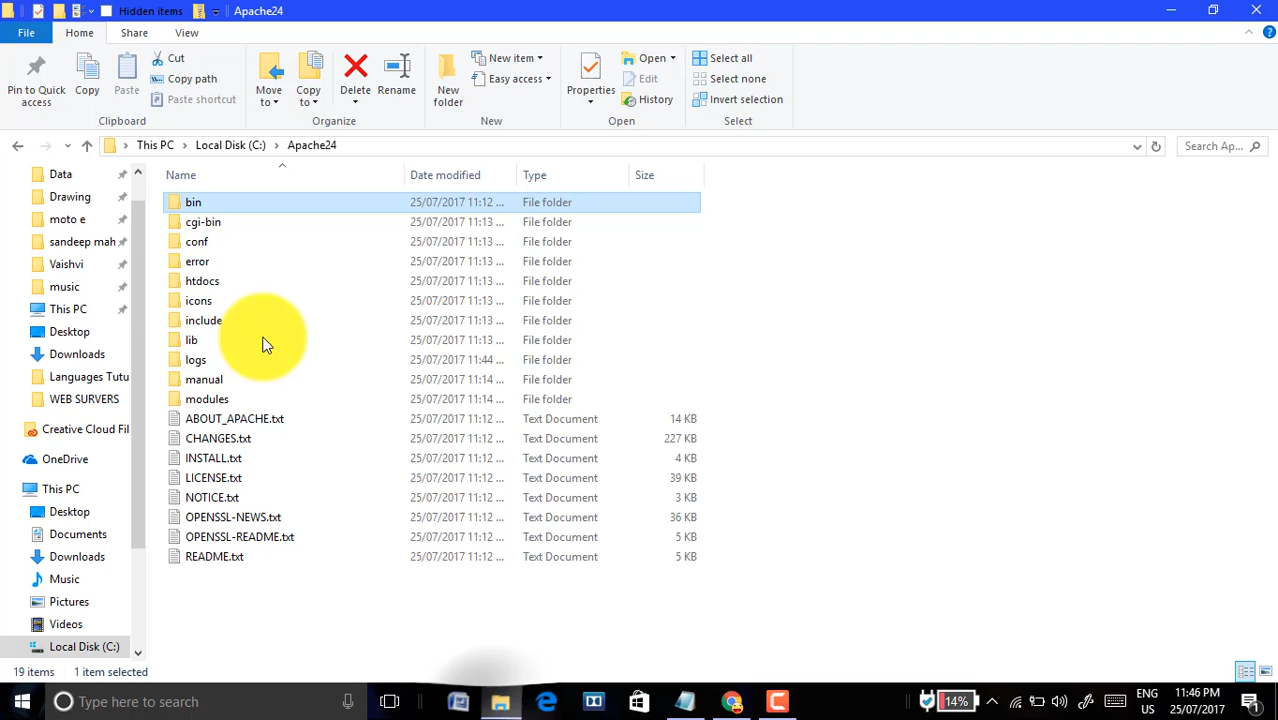 Hidden items
Apache24
File
Home
Share
View
Pin to Quick access
Copy
Paste
Cut
Copy path
Paste shortcut
Clipboard
Move to
Copy to
Delete
Rename
Organize
New folder
New item
Easy access
New
Properties
Open
Edit
History
Open
Select all
Select none
Invert selection
Select
This PC
Local Disk (C:)
Apache24
Search Ap...
Data
Drawing
moto e
sandeep mah
Vaishvi
music
This PC
Desktop
Downloads
Languages Tutu
WEB SURVERS
Creative Cloud Fil
OneDrive
This PC
Desktop
Documents
Downloads
Music
Pictures
Videos
Local Disk (C:)
Name Date modified Type Size
bin 25/07/2017 11:12 ... File folder
cgi-bin 25/07/2017 11:13 ... File folder
conf 25/07/2017 11:13 ... File folder
error 25/07/2017 11:13 ... File folder
htdocs 25/07/2017 11:13 ... File folder
icons 25/07/2017 11:13 ... File folder
include 25/07/2017 11:13 ... File folder
lib 25/07/2017 11:13 ... File folder
logs 25/07/2017 11:44 ... File folder
manual 25/07/2017 11:14 ... File folder
modules 25/07/2017 11:14 ... File folder
ABOUT_APACHE.txt 25/07/2017 11:12 ... Text Document 14 KB
CHANGES.txt 25/07/2017 11:12 ... Text Document 227 KB
INSTALL.txt 25/07/2017 11:12 ... Text Document 4 KB
LICENSE.txt 25/07/2017 11:12 ... Text Document 39 KB
NOTICE.txt 25/07/2017 11:12 ... Text Document 3 KB
OPENSSL-NEWS.txt 25/07/2017 11:12 ... Text Document 36 KB
OPENSSL-README.txt 25/07/2017 11:12 ... Text Document 5 KB
README.txt 25/07/2017 11:12 ... Text Document 5 KB
19 items 1 item selected
Type here to search
14%
ENG
US
11:46 PM
25/07/2017
1